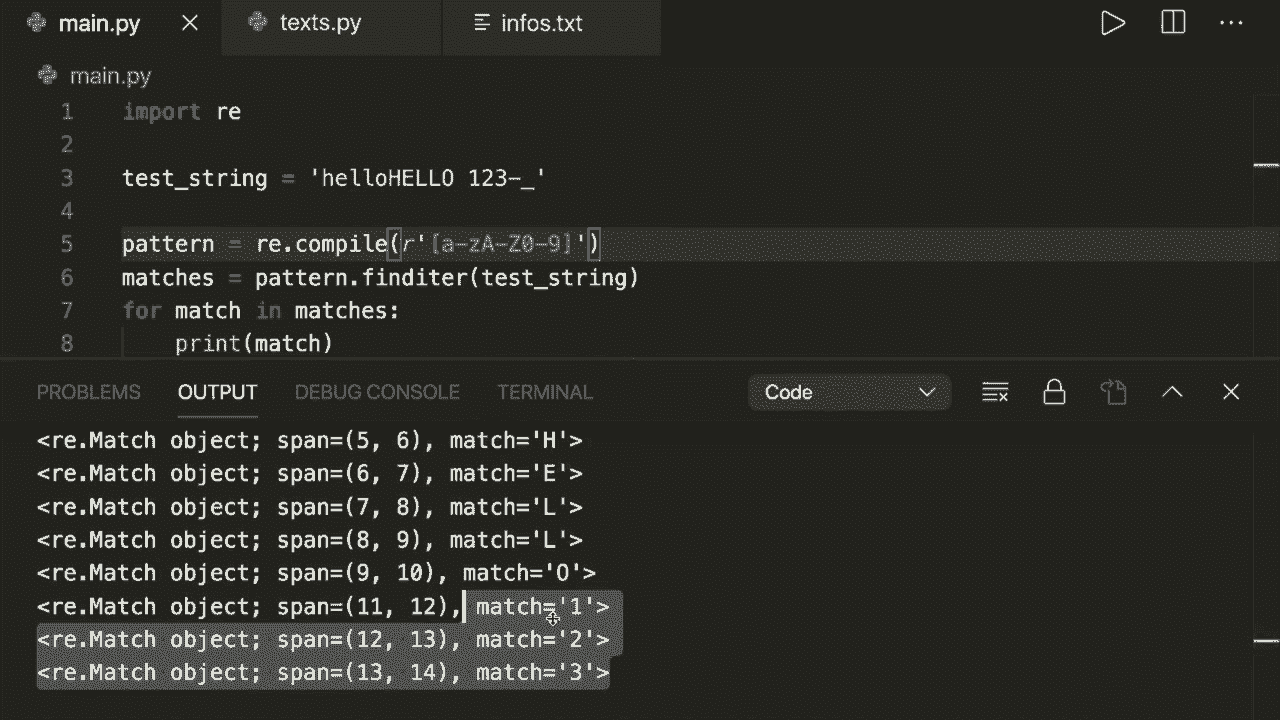 main.py texts.py infos.txt
main.py
1 import re
2
3 test_string = 'helloHELLO 123-_'
4
5 pattern = re.compile(r'[a-zA-Z0-9]')
6 matches = pattern.finditer(test_string)
7 for match in matches:
8 print(match)
PROBLEMS OUTPUT DEBUG CONSOLE TERMINAL Code
<re.Match object; span=(5, 6), match='H'>
<re.Match object; span=(6, 7), match='E'>
<re.Match object; span=(7, 8), match='L'>
<re.Match object; span=(8, 9), match='L'>
<re.Match object; span=(9, 10), match='O'>
<re.Match object; span=(11, 12), match='1'>
<re.Match object; span=(12, 13), match='2'>
<re.Match object; span=(13, 14), match='3'>